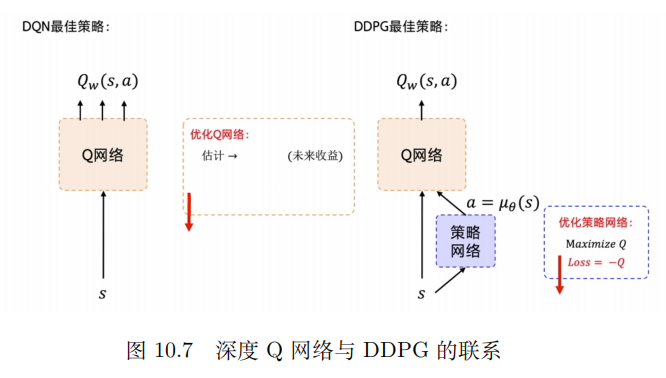 DQN最佳策略：
Q_w(s, a)
Q网络
s
优化Q网络：
估计 → (未来收益)
DDPG最佳策略：
Q_w(s, a)
Q网络
a = μ_θ(s)
策略
网络
s
优化策略网络：
Maximize Q
Loss = −Q
图 10.7 深度 Q 网络与 DDPG 的联系